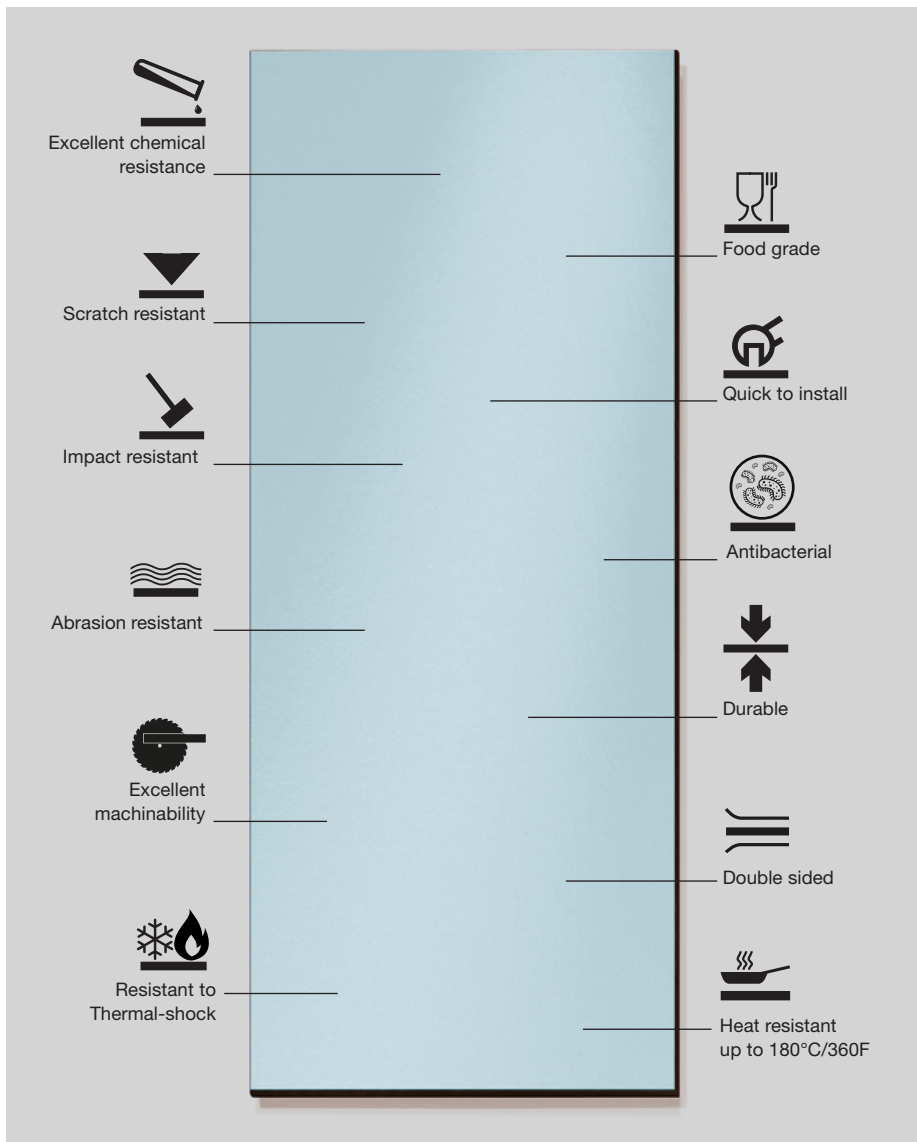 Excellent chemical
resistance
Scratch resistant
Impact resistant
Abrasion resistant
Excellent
machinability
Resistant to
Thermal-shock
Food grade
Quick to install
Antibacterial
Durable
Double sided
Heat resistant
up to 180°C/360F